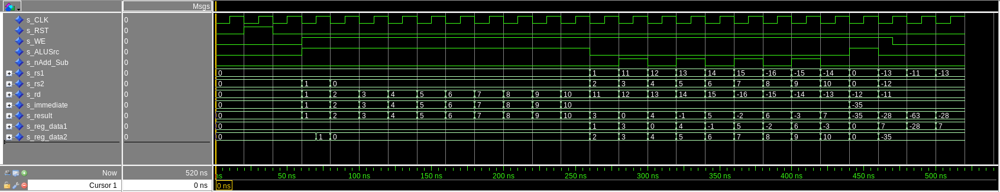 Msgs
s_CLK 0
s_RST 0
s_WE 0
s_ALUSrc 0
s_nAdd_Sub 0
s_rs1 0 0 1 11 12 13 14 15 -16 -15 -14 0 -13 -11 -13
s_rs2 0 0 1 0 2 3 4 5 6 7 8 9 10 0 -12
s_rd 0 0 1 2 3 4 5 6 7 8 9 10 11 12 13 14 15 -16 -15 -14 -13 -12 -11
s_immediate 0 0 1 2 3 4 5 6 7 8 9 10 -35
s_result 0 0 1 2 3 4 5 6 7 8 9 10 3 0 4 -1 5 -2 6 -3 7 -35 -28 -63 -28
s_reg_data1 0 0 1 3 0 4 -1 5 -2 6 -3 0 7 -28 7
s_reg_data2 0 0 1 0 2 3 4 5 6 7 8 9 10 0 -35
Now 520 ns ns 50 ns 100 ns 150 ns 200 ns 250 ns 300 ns 350 ns 400 ns 450 ns 500 ns
Cursor 1 0 ns 0 ns